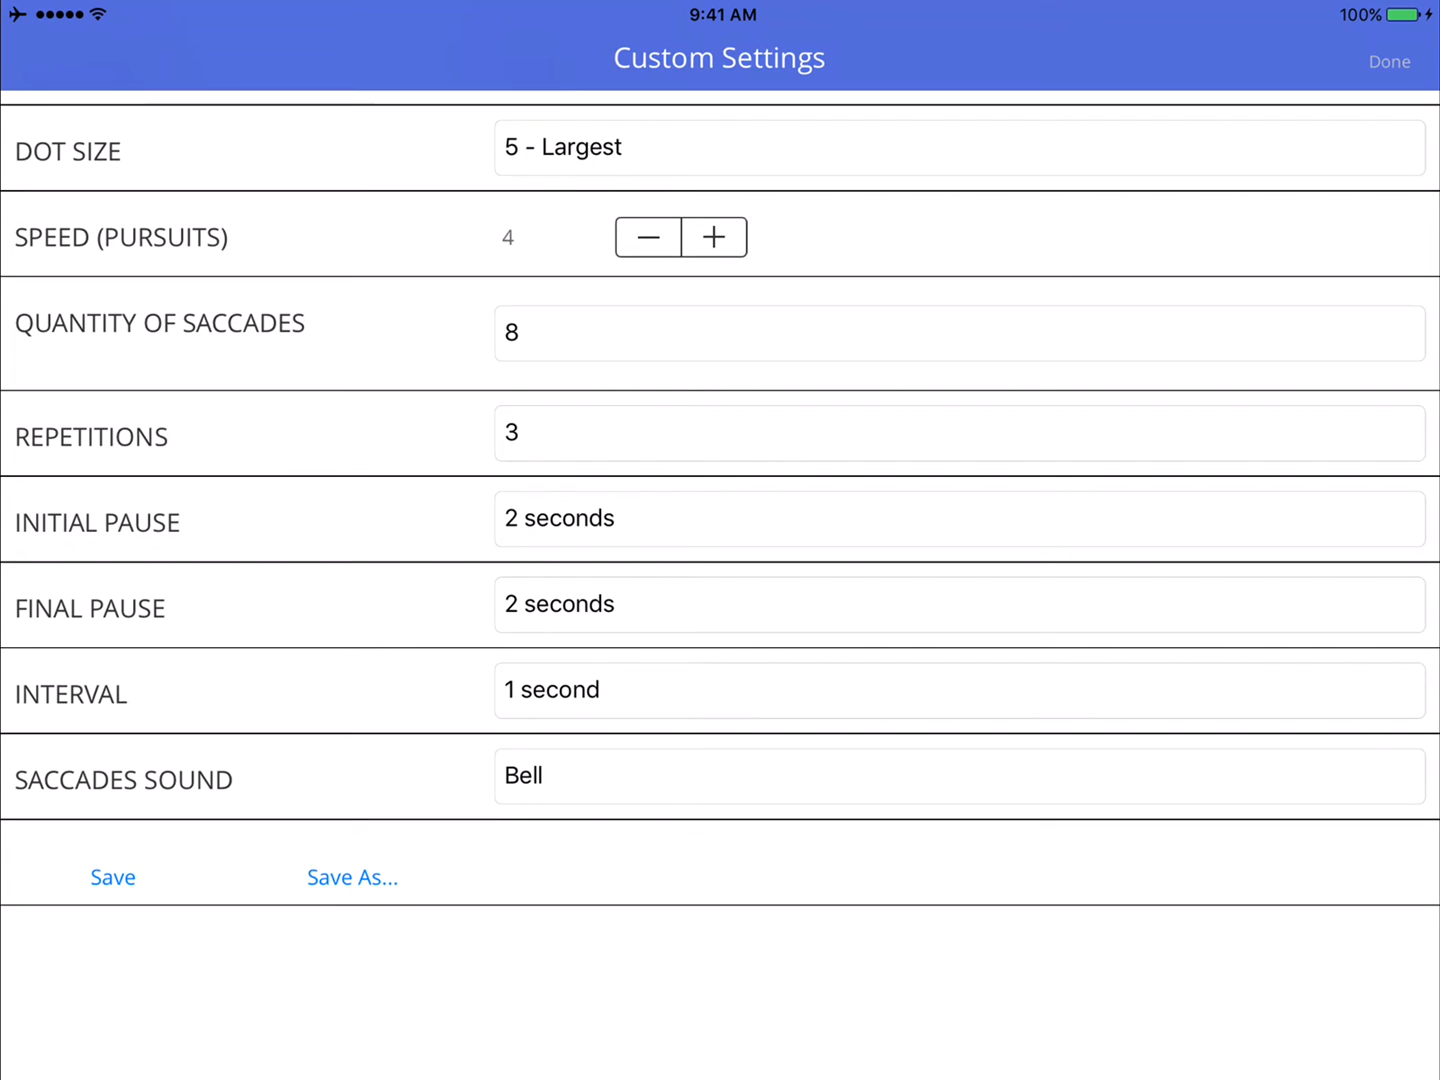 9:41 AM
100%
Custom Settings
Done
DOT SIZE
5 - Largest
SPEED (PURSUITS)
4
QUANTITY OF SACCADES
8
REPETITIONS
3
INITIAL PAUSE
2 seconds
FINAL PAUSE
2 seconds
INTERVAL
1 second
SACCADES SOUND
Bell
Save
Save As...